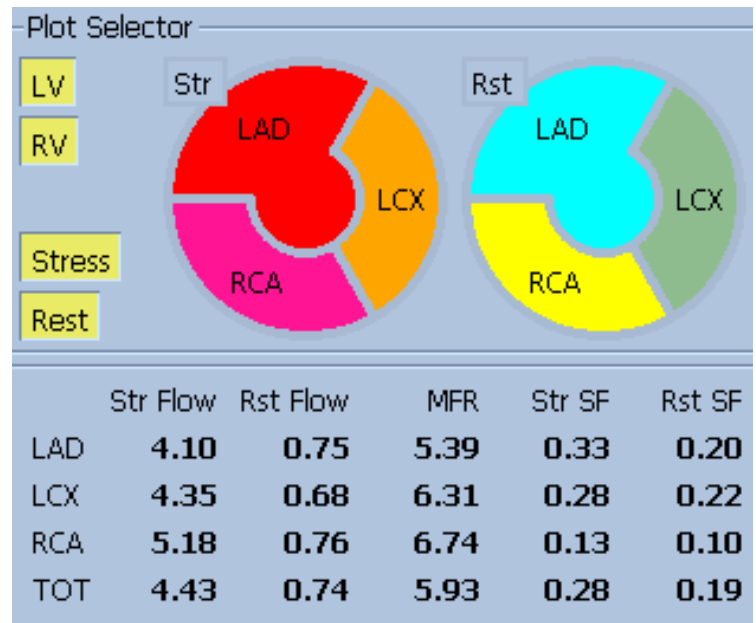 Plot Selector
LV
RV
Stress
Rest
Str
LAD
LCX
RCA
Rst
LAD
LCX
RCA
Str Flow Rst Flow MFR Str SF Rst SF
LAD 4.10 0.75 5.39 0.33 0.20
LCX 4.35 0.68 6.31 0.28 0.22
RCA 5.18 0.76 6.74 0.13 0.10
TOT 4.43 0.74 5.93 0.28 0.19